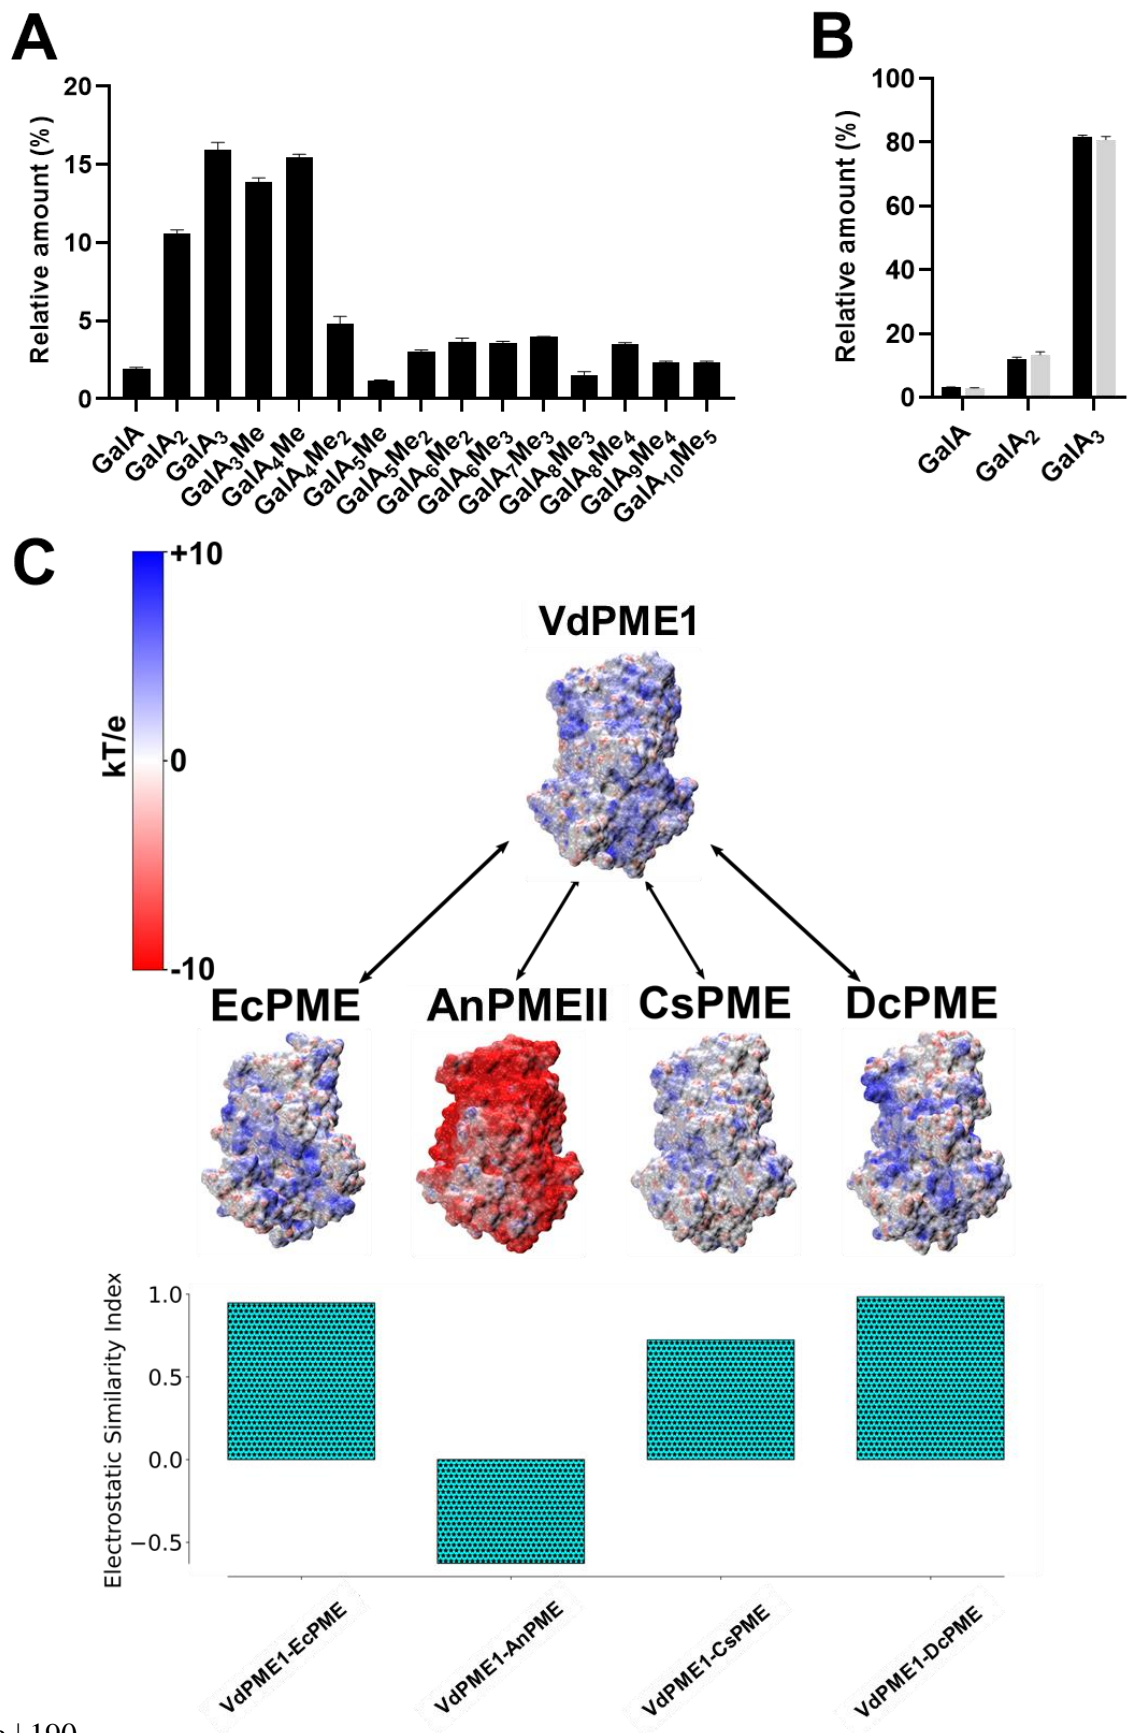 A
B
Relative amount (%)
20
15
10
5
0
GalA
GalA₂
GalA₃
GalA₃Me
GalA₄Me
GalA₄Me₂
GalA₅Me
GalA₅Me₂
GalA₆Me₂
GalA₆Me₃
GalA₇Me₃
GalA₈Me₃
GalA₈Me₄
GalA₉Me₄
GalA₁₀Me₅
Relative amount (%)
100
80
60
40
20
0
GalA
GalA₂
GalA₃
C
kT/e
+10
0
-10
VdPME1
EcPME AnPMEII CsPME DcPME
Electrostatic Similarity Index
1.0
0.5
0.0
−0.5
VdPME1-EcPME
VdPME1-AnPME
VdPME1-CsPME
VdPME1-DcPME
| 190